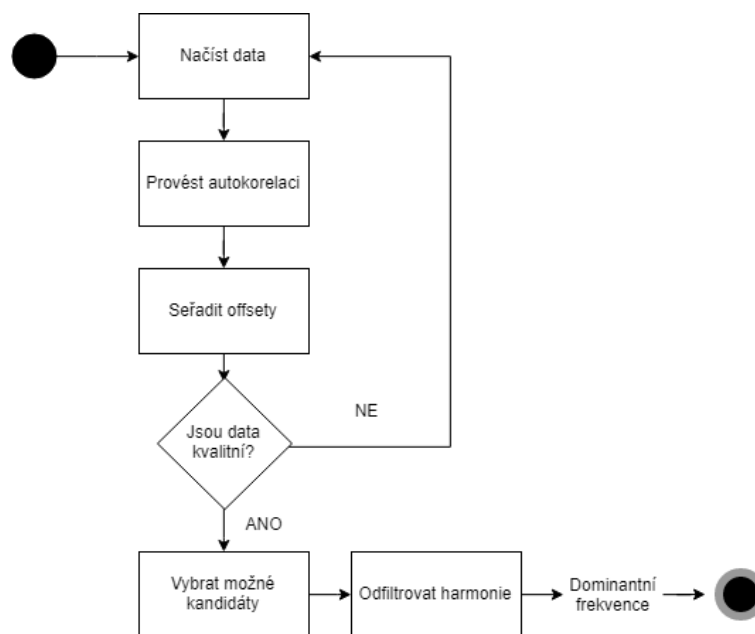 Načíst data
Provést autokorelaci
Seřadit offsety
Jsou data
kvalitní?
NE
ANO
Vybrat možné
kandidáty
Odfiltrovat harmonie
Dominantní
frekvence